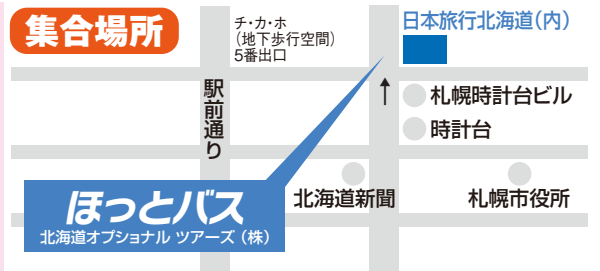 集合場所
チ・カ・ホ
（地下歩行空間）
5番出口
日本旅行北海道（内）
駅前通り
札幌時計台ビル
時計台
北海道新聞
札幌市役所
ほっとバス
北海道オプショナル ツアーズ（株）